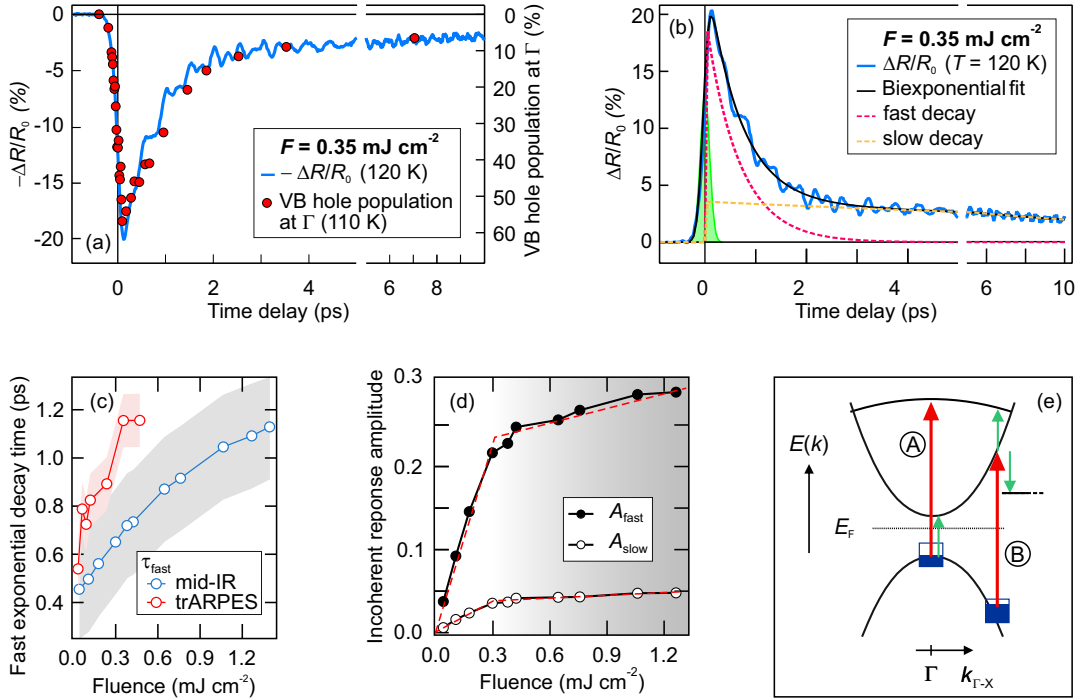 0
-5
-10
-15
-20
−ΔR/R0 (%)
(a)
F = 0.35 mJ cm-2
− ΔR/R0 (120 K)
VB hole population
at Γ (110 K)
0
10
20
30
40
50
60
VB hole population at Γ (%)
0
2
4
6
8
Time delay (ps)
(b)
20
15
10
5
0
ΔR/R0 (%)
F = 0.35 mJ cm-2
ΔR/R0 (T = 120 K)
Biexponential fit
fast decay
slow decay
0
2
4
6
8
10
Time delay (ps)
(c)
1.2
1.0
0.8
0.6
0.4
Fast exponential decay time (ps)
τfast
mid-IR
trARPES
0.0
0.3
0.6
0.9
1.2
Fluence (mJ cm-2)
(d)
0.3
0.2
0.1
0.0
Incoherent reponse amplitude
Afast
Aslow
0.0
0.3
0.6
0.9
1.2
Fluence (mJ cm-2)
(e)
E(k)
A
EF
B
Γ
kΓ-X